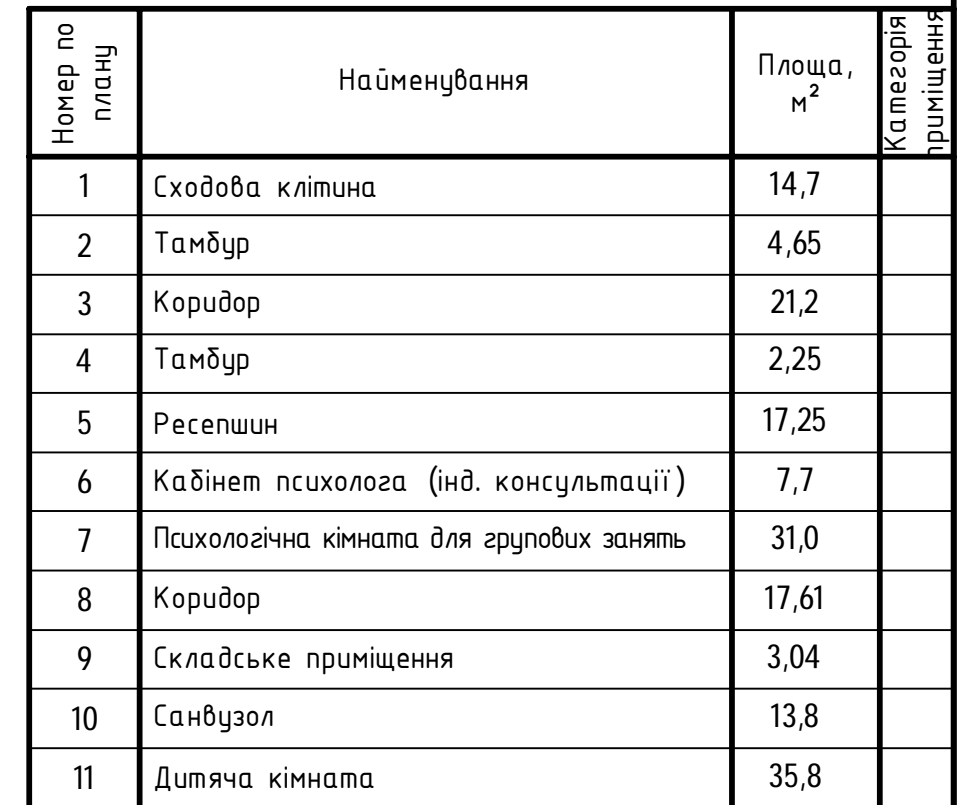 Номер по плану
Найменування
Площа, м²
Категорія приміщення
1 Сходова клітина 14,7
2 Тамбур 4,65
3 Коридор 21,2
4 Тамбур 2,25
5 Ресепшин 17,25
6 Кабінет психолога (інд. консультації) 7,7
7 Психологічна кімната для групових занять 31,0
8 Коридор 17,61
9 Складське приміщення 3,04
10 Санвузол 13,8
11 Дитяча кімната 35,8